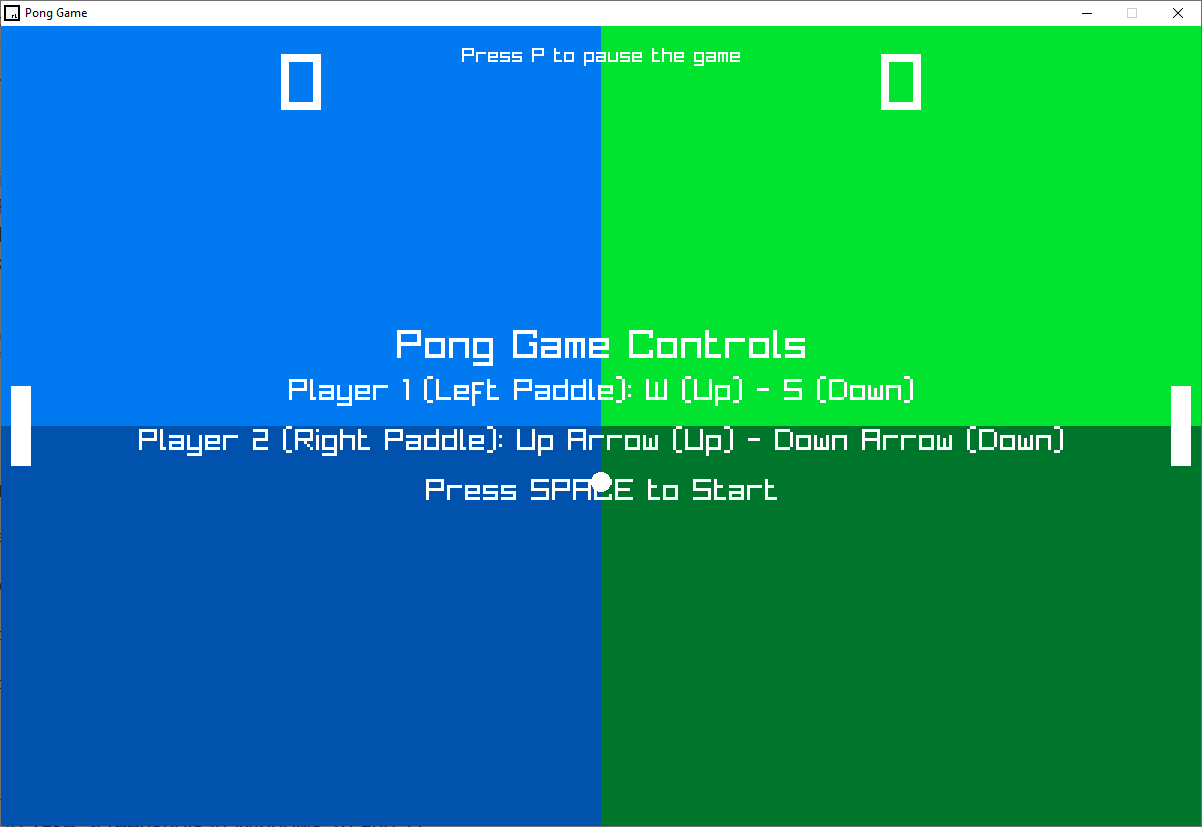 Pong Game
Press P to pause the game
0 0
Pong Game Controls
Player 1 (Left Paddle): W (Up) - S (Down)
Player 2 (Right Paddle): Up Arrow (Up) - Down Arrow (Down)
Press SPACE to Start